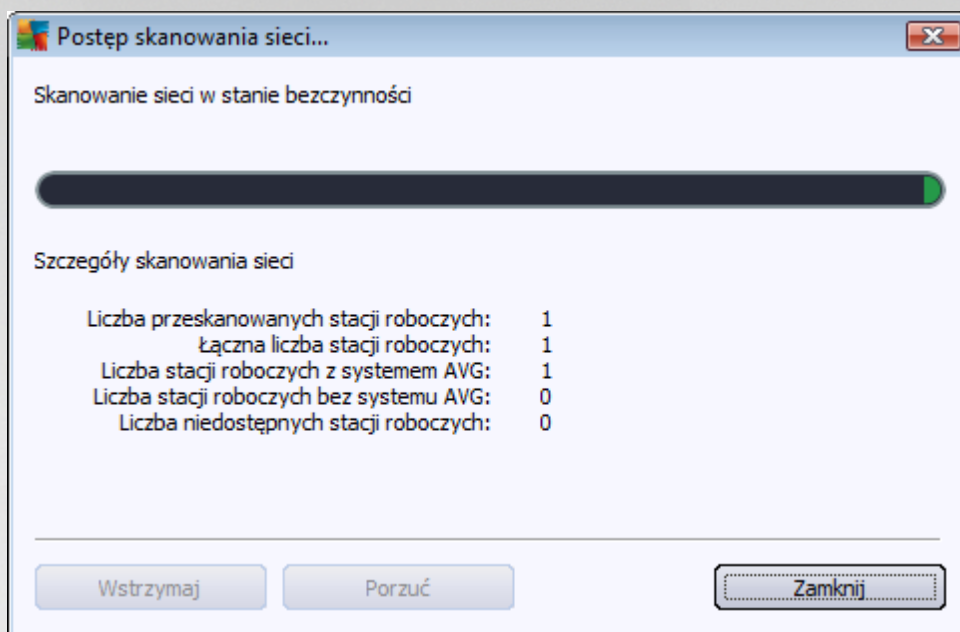 Postęp skanowania sieci...
Skanowanie sieci w stanie bezczynności
Szczegóły skanowania sieci
Liczba przeskanowanych stacji roboczych: 1
Łączna liczba stacji roboczych: 1
Liczba stacji roboczych z systemem AVG: 1
Liczba stacji roboczych bez systemu AVG: 0
Liczba niedostępnych stacji roboczych: 0
Wstrzymaj Porzuć Zamknij